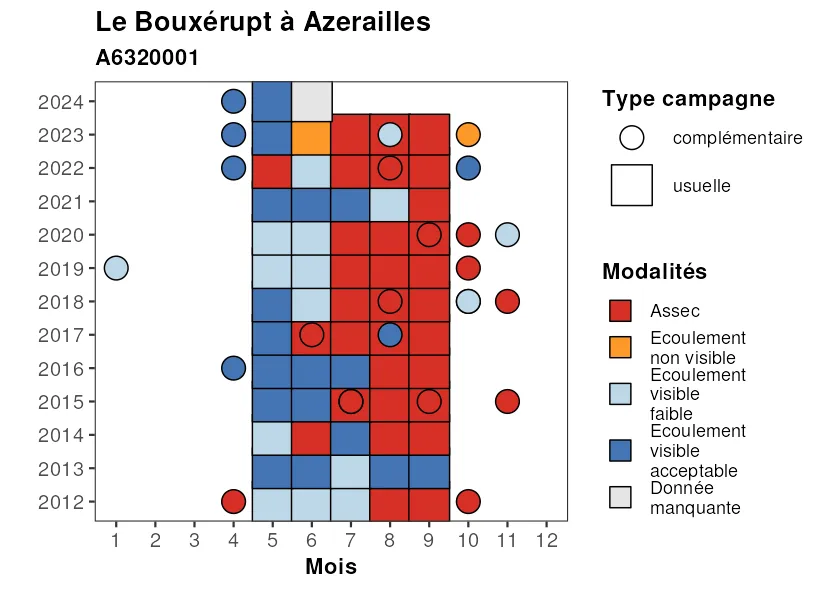 Le Bouxérupt à Azerailles
A6320001
2024
2023
2022
2021
2020
2019
2018
2017
2016
2015
2014
2013
2012
1 2 3 4 5 6 7 8 9 10 11 12
Mois
Type campagne
complémentaire
usuelle
Modalités
Assec
Ecoulement
non visible
Ecoulement
visible
faible
Ecoulement
visible
acceptable
Donnée
manquante